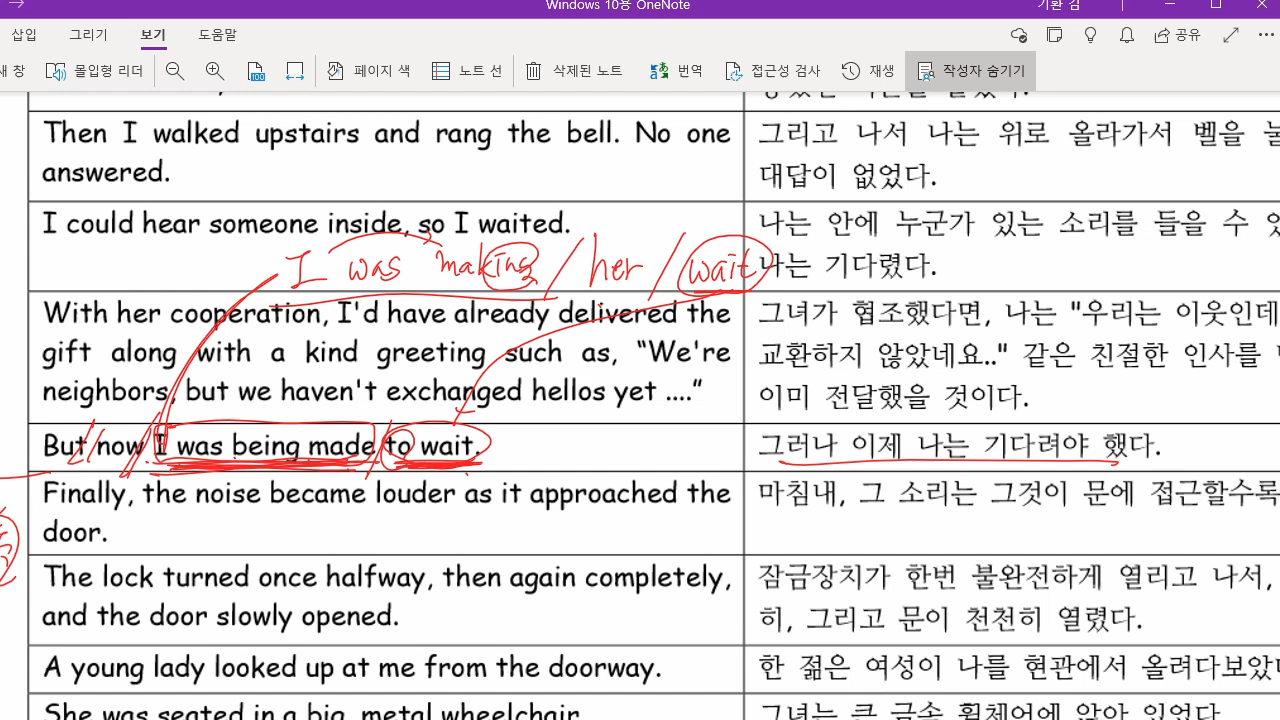 Windows 10용 OneNote
기환 김
삽입 그리기 보기 도움말 공유
새 창 몰입형 리더 페이지 색 노트 선 삭제된 노트 번역 접근성 검사 재생 작성자 숨기기
Then I walked upstairs and rang the bell. No one
answered.
그리고 나서 나는 위로 올라가서 벨을
대답이 없었다.
I could hear someone inside, so I waited.
나는 안에 누군가 있는 소리를 들을 수
나는 기다렸다.
I was making / her / wait
With her cooperation, I'd have already delivered the
gift along with a kind greeting such as, “We're
neighbors, but we haven't exchanged hellos yet ....”
그녀가 협조했다면, 나는 "우리는 이웃인데
교환하지 않았네요.." 같은 친절한 인사를
이미 전달했을 것이다.
But now I was being made to wait.
그러나 이제 나는 기다려야 했다.
Finally, the noise became louder as it approached the
door.
마침내, 그 소리는 그것이 문에 접근할수록
The lock turned once halfway, then again completely,
and the door slowly opened.
잠금장치가 한번 불완전하게 열리고 나서,
히, 그리고 문이 천천히 열렸다.
A young lady looked up at me from the doorway.
한 젊은 여성이 나를 현관에서 올려다보았다
She was seated in a big, metal wheelchair.
그녀는 큰 금속 휠체어에 앉아 있었다.